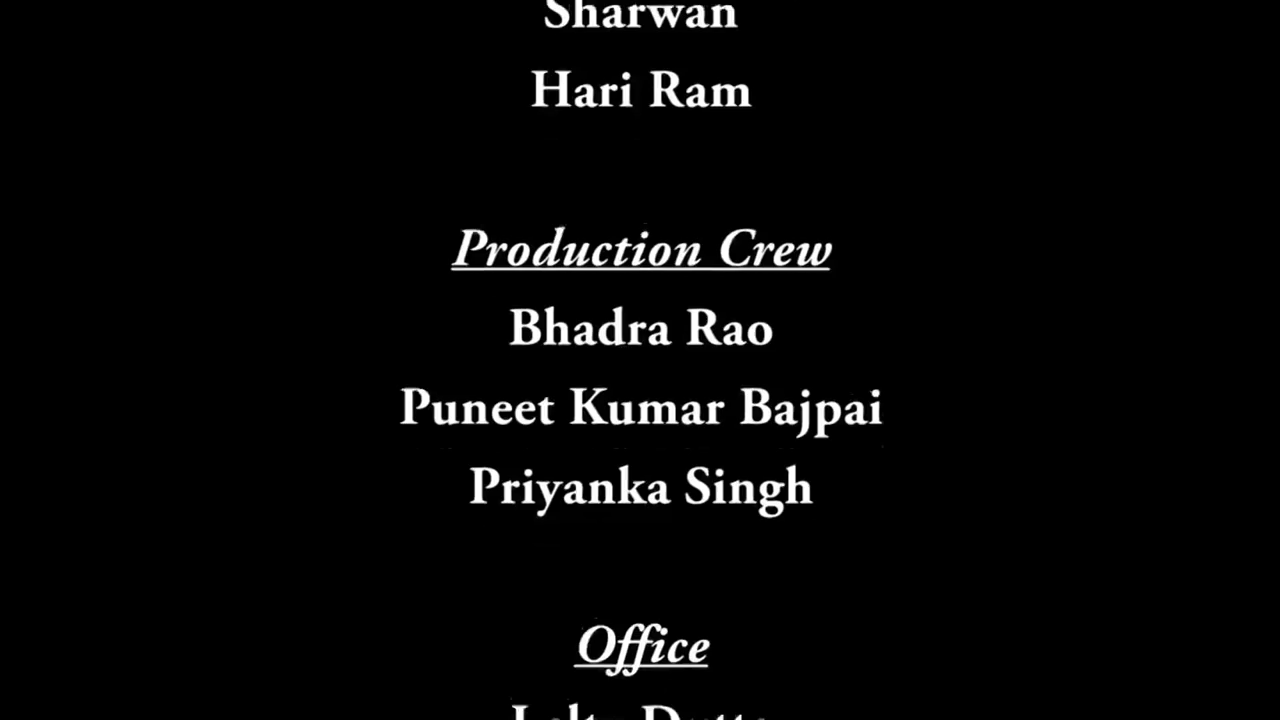 Sharwan
Hari Ram
Production Crew
Bhadra Rao
Puneet Kumar Bajpai
Priyanka Singh
Office